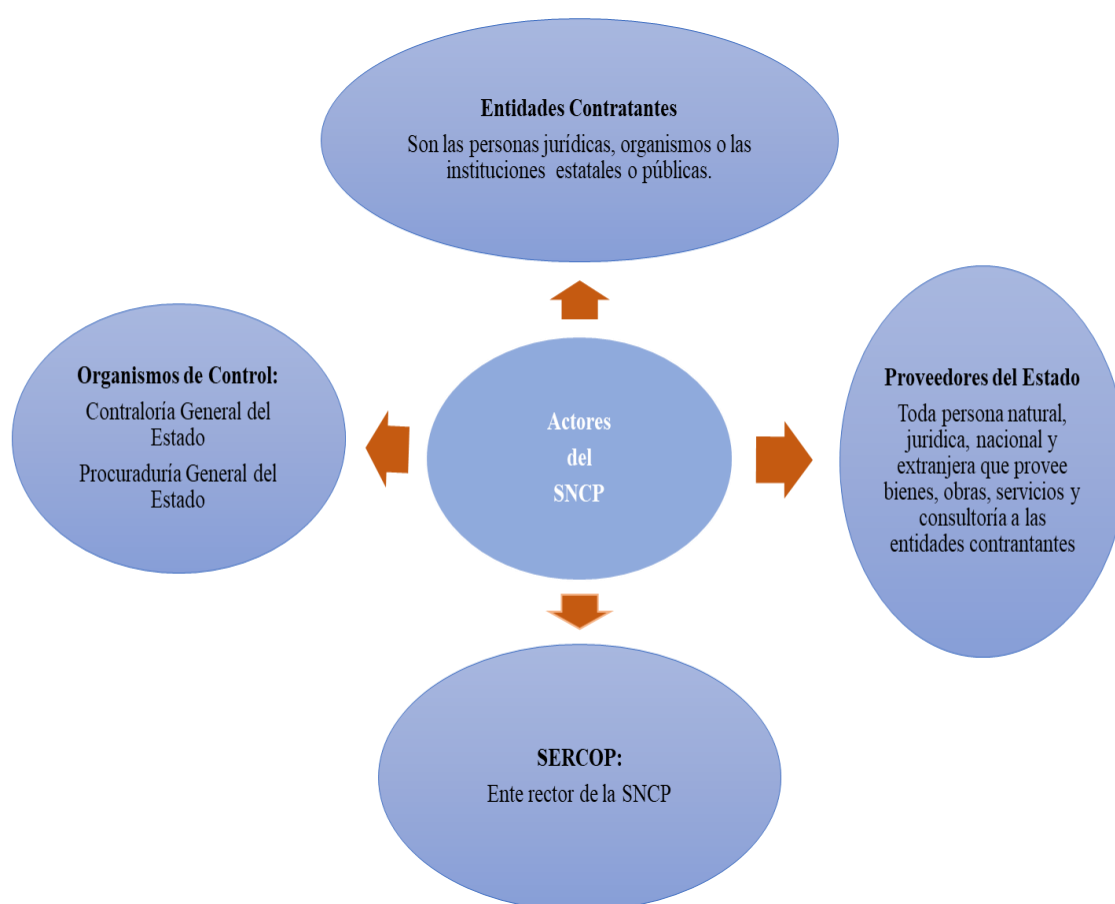 Entidades Contratantes
Son las personas jurídicas, organismos o las
instituciones estatales o públicas.
Organismos de Control:
Contraloría General del
Estado
Procuraduría General del
Estado
Actores
del
SNCP
Proveedores del Estado
Toda persona natural,
juridica, nacional y
extranjera que provee
bienes, obras, servicios y
consultoría a las
entidades contrantantes
SERCOP:
Ente rector de la SNCP